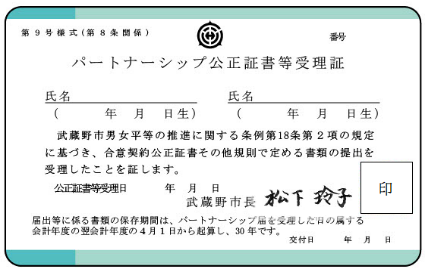 第９号様式(第８条関係)
番号
パートナーシップ公正証書等受理証
氏名 氏名
（　　　年　月　日生） （　　　年　月　日生）
武蔵野市男女平等の推進に関する条例第18条第２項の規定
に基づき、合意契約公正証書その他規則で定める書類の提出を
受理したことを証します。
公正証書等受理日　　　年　月　日
武蔵野市長 松下 玲子 印
届出等に係る書類の保存期間は、パートナーシップ届を受理した日の属する
会計年度の翌会計年度の４月１日から起算し、30年です。
交付日　　　年　月　日